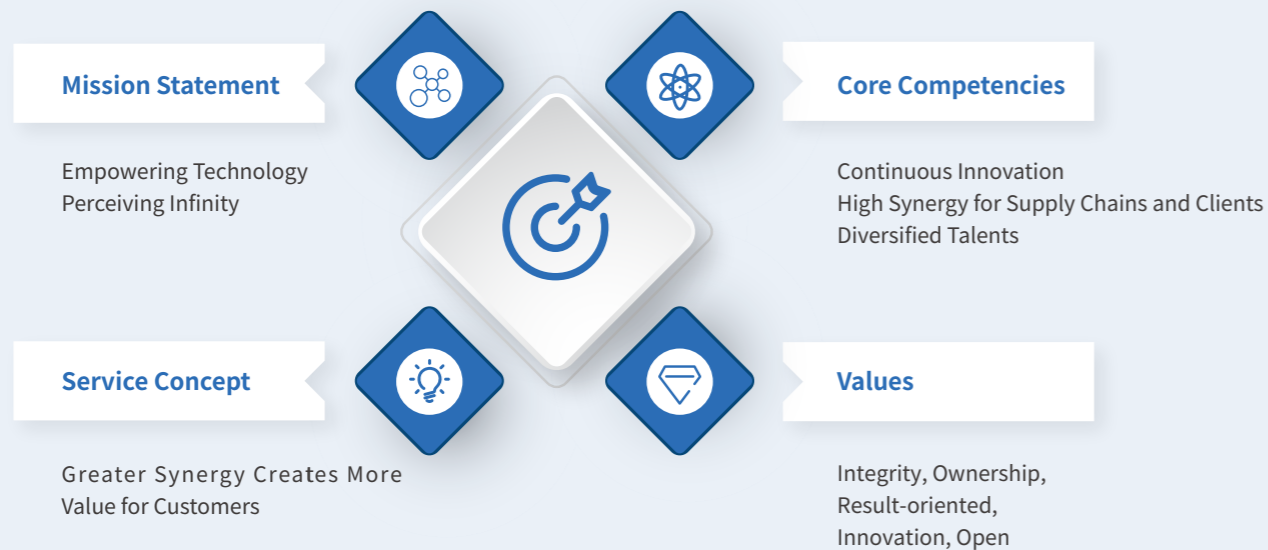 Mission Statement
Empowering Technology
Perceiving Infinity
Core Competencies
Continuous Innovation
High Synergy for Supply Chains and Clients
Diversified Talents
Service Concept
Greater Synergy Creates More
Value for Customers
Values
Integrity, Ownership,
Result-oriented,
Innovation, Open